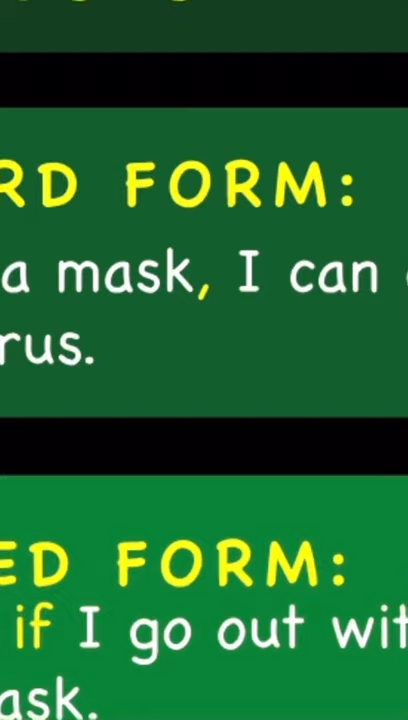 RD FORM:
a mask, I can
rus.
ED FORM:
if I go out wit
ask.